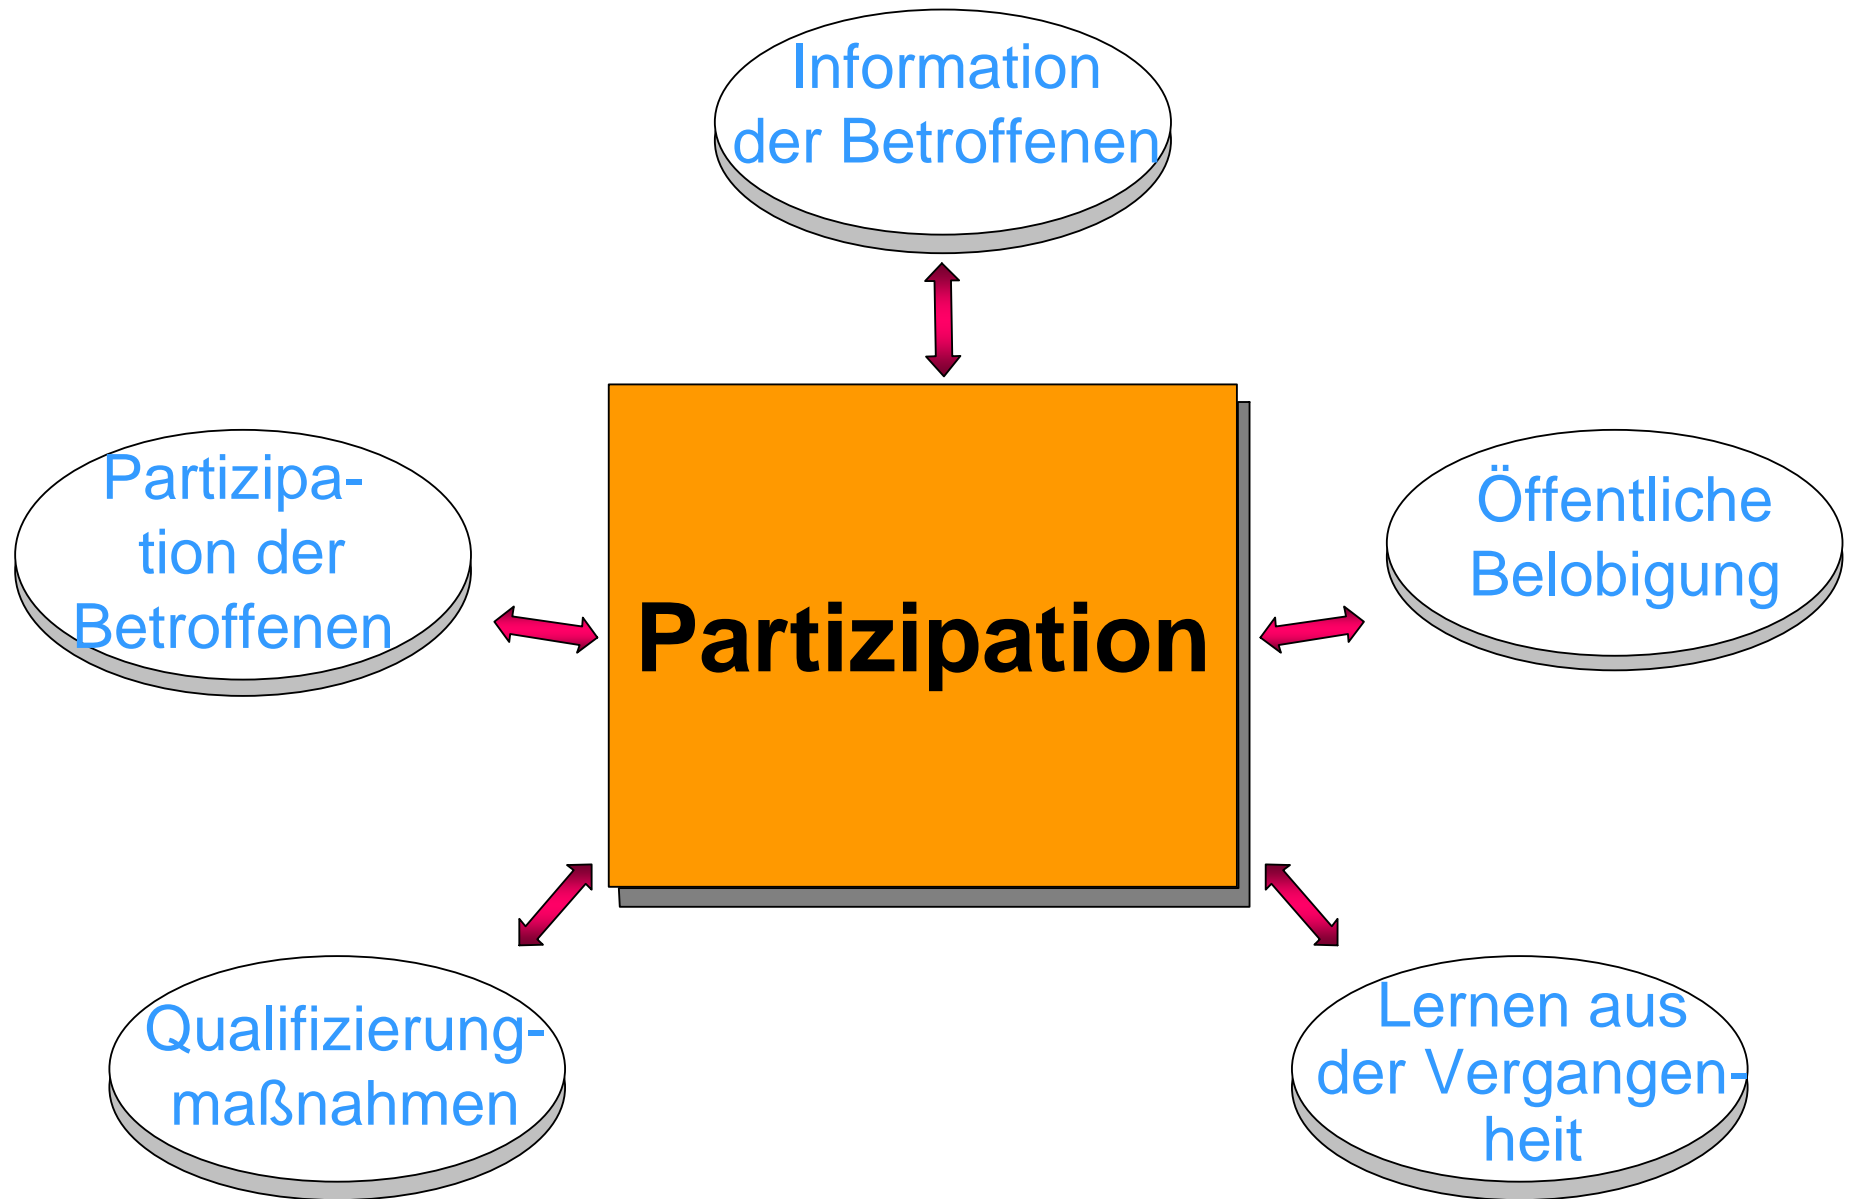 Information
der Betroffenen
Partizipa-
tion der
Betroffenen
Öffentliche
Belobigung
Partizipation
Qualifizierung-
maßnahmen
Lernen aus
der Vergangen-
heit